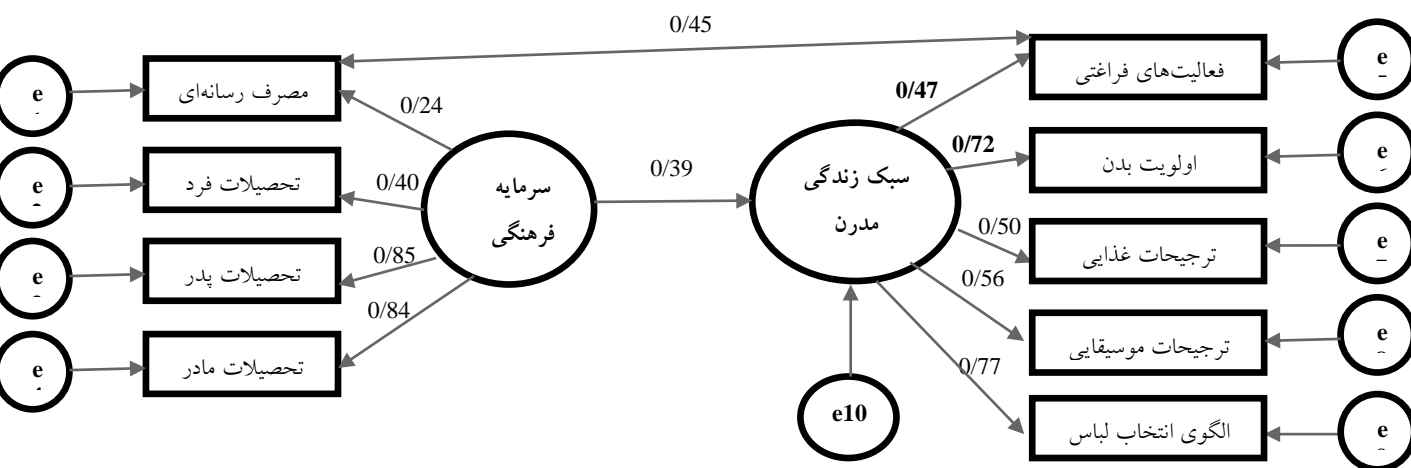 0/45
e
مصرف رسانه‌ای
0/24
e
تحصیلات فرد
0/40
e
تحصیلات پدر
0/85
e
تحصیلات مادر
0/84
سرمایه
فرهنگی
0/39
سبک زندگی
مدرن
e10
0/47
فعالیت‌های فراغتی
e
0/72
اولویت بدن
e
0/50
ترجیحات غذایی
e
0/56
ترجیحات موسیقایی
e
0/77
الگوی انتخاب لباس
e